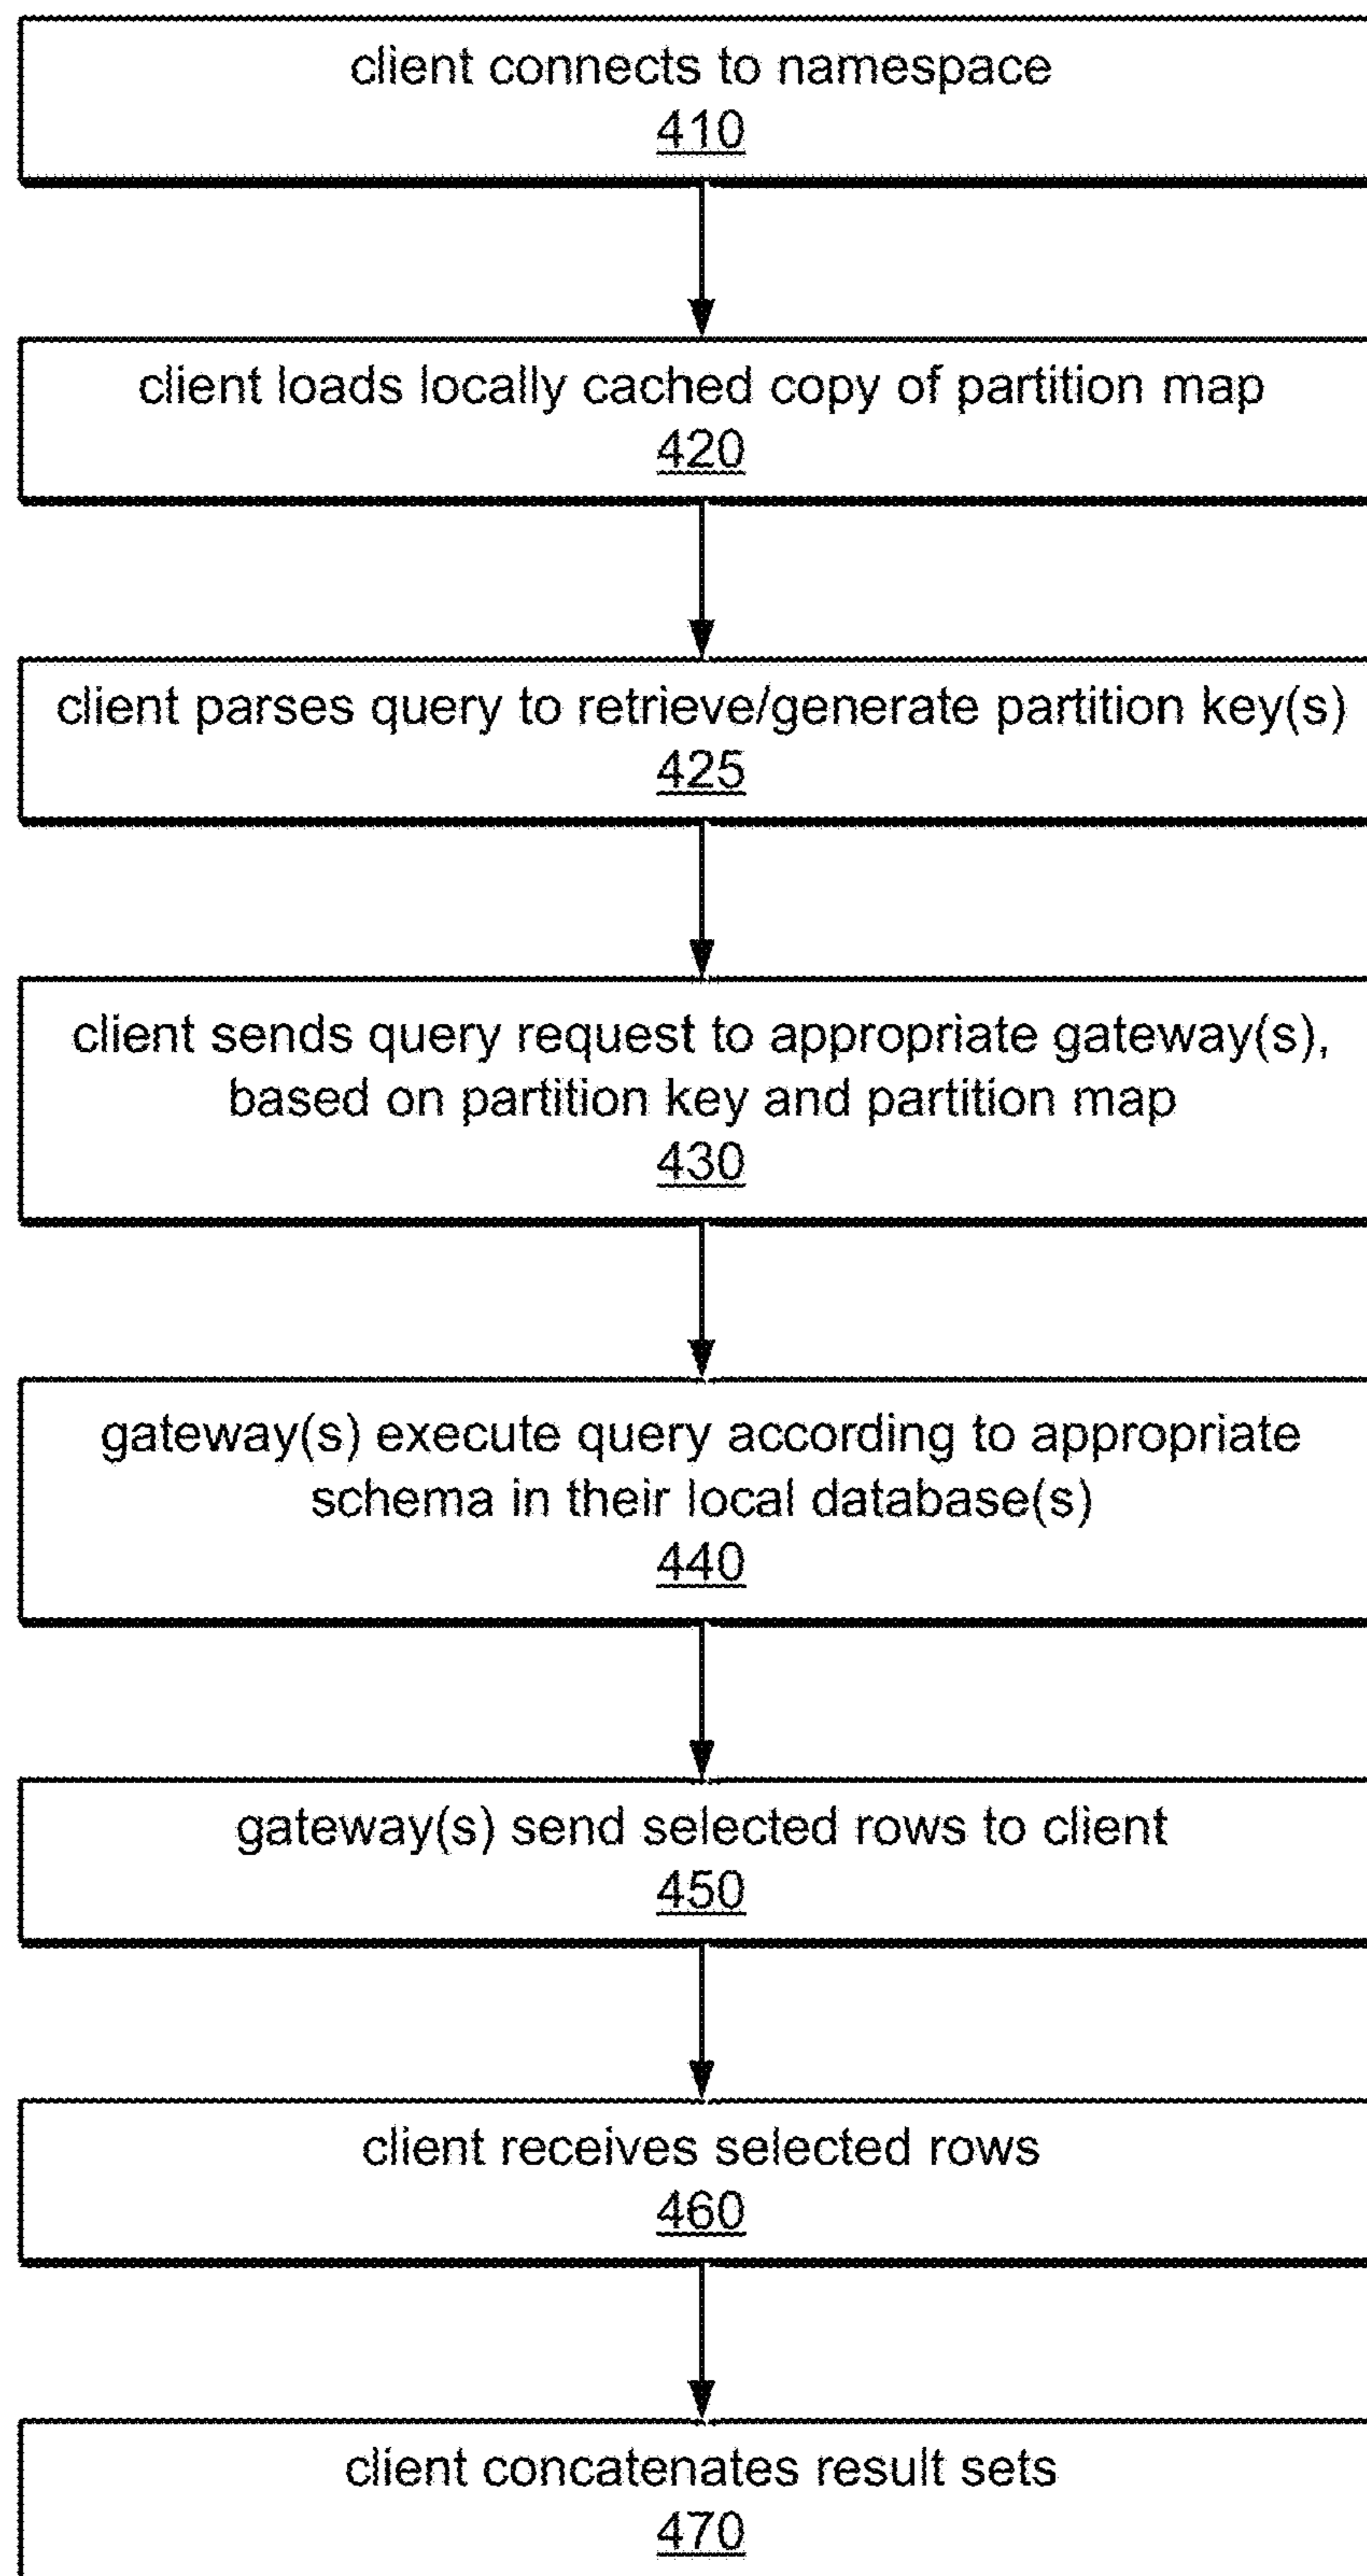 client connects to namespace
410
client loads locally cached copy of partition map
420
client parses query to retrieve/generate partition key(s)
425
client sends query request to appropriate gateway(s),
based on partition key and partition map
430
gateway(s) execute query according to appropriate
schema in their local database(s)
440
gateway(s) send selected rows to client
450
client receives selected rows
460
client concatenates result sets
470